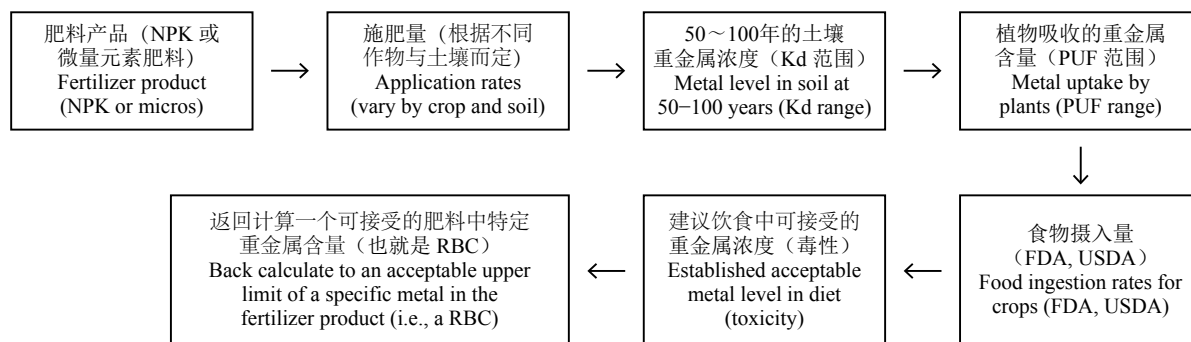 肥料产品（NPK 或
微量元素肥料）
Fertilizer product
(NPK or micros)
施肥量（根据不同
作物与土壤而定）
Application rates
(vary by crop and soil)
50～100年的土壤
重金属浓度（Kd 范围）
Metal level in soil at
50−100 years (Kd range)
植物吸收的重金属
含量（PUF 范围）
Metal uptake by
plants (PUF range)
食物摄入量
（FDA, USDA）
Food ingestion rates for
crops (FDA, USDA)
建议饮食中可接受的
重金属浓度（毒性）
Established acceptable
metal level in diet
(toxicity)
返回计算一个可接受的肥料中特定
重金属含量（也就是 RBC）
Back calculate to an acceptable upper
limit of a specific metal in the
fertilizer product (i.e., a RBC)